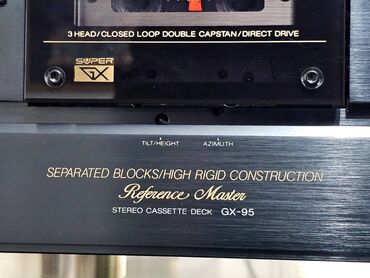 3 HEAD/CLOSED LOOP DOUBLE CAPSTAN/DIRECT DRIVE
SUPER
GX
TILT/HEIGHT AZIMUTH
SEPARATED BLOCKS/HIGH RIGID CONSTRUCTION
Reference Master
STEREO CASSETTE DECK GX-95